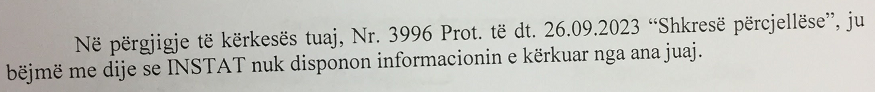 Në përgjigje të kërkesës tuaj, Nr. 3996 Prot. të dt. 26.09.2023 “Shkresë përcjellëse”, ju
bëjmë me dije se INSTAT nuk disponon informacionin e kërkuar nga ana juaj.